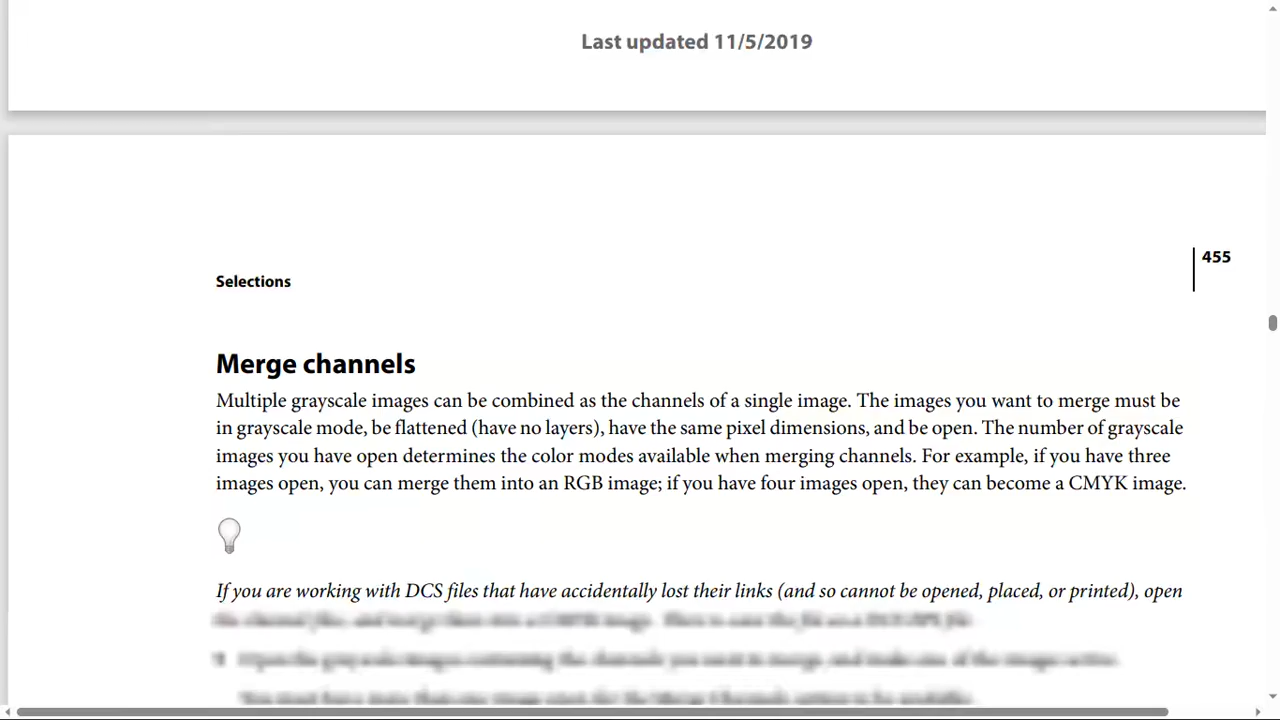 Last updated 11/5/2019
455
Selections
Merge channels
Multiple grayscale images can be combined as the channels of a single image. The images you want to merge must be
in grayscale mode, be flattened (have no layers), have the same pixel dimensions, and be open. The number of grayscale
images you have open determines the color modes available when merging channels. For example, if you have three
images open, you can merge them into an RGB image; if you have four images open, they can become a CMYK image.
If you are working with DCS files that have accidentally lost their links (and so cannot be opened, placed, or printed), open